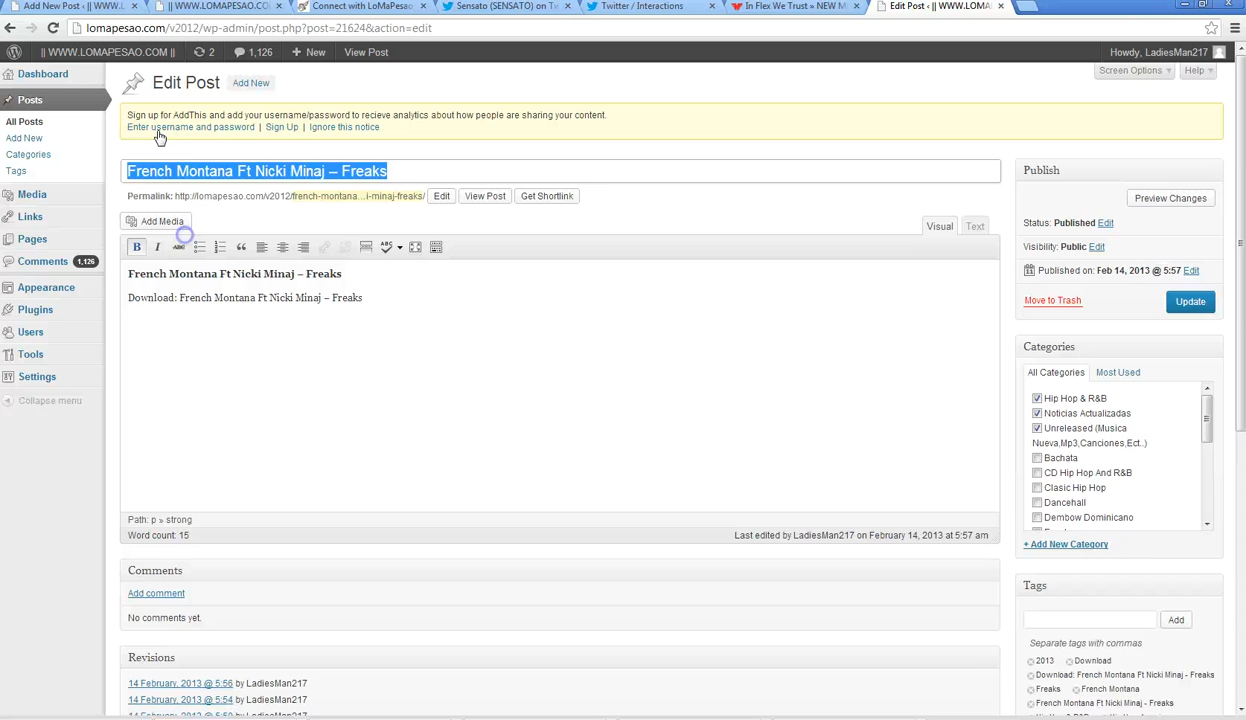 Add New Post ‹ || WWW.L
|| WWW.LOMAPESAO.COM
Connect with LoMaPesao
Sensato (SENSATO) on Tw
Twitter / Interactions
In Flex We Trust » NEW M
Edit Post ‹ || WWW.LOMA
lomapesao.com/v2012/wp-admin/post.php?post=21624&action=edit
|| WWW.LOMAPESAO.COM || 2 1,126 + New View Post Howdy, LadiesMan217
Dashboard
Posts
All Posts
Add New
Categories
Tags
Media
Links
Pages
Comments 1,126
Appearance
Plugins
Users
Tools
Settings
Collapse menu
Screen Options Help
Edit Post Add New
Sign up for AddThis and add your username/password to recieve analytics about how people are sharing your content.
Enter username and password | Sign Up | Ignore this notice
French Montana Ft Nicki Minaj – Freaks
Permalink: http://lomapesao.com/v2012/french-montana…i-minaj-freaks/ Edit View Post Get Shortlink
Add Media
Visual Text
B I ABC ABC
French Montana Ft Nicki Minaj – Freaks
Download: French Montana Ft Nicki Minaj – Freaks
Path: p » strong
Word count: 15 Last edited by LadiesMan217 on February 14, 2013 at 5:57 am
Comments
Add comment
No comments yet.
Revisions
14 February, 2013 @ 5:56 by LadiesMan217
14 February, 2013 @ 5:54 by LadiesMan217
Publish
Preview Changes
Status: Published Edit
Visibility: Public Edit
Published on: Feb 14, 2013 @ 5:57 Edit
Move to Trash Update
Categories
All Categories Most Used
Hip Hop & R&B
Noticias Actualizadas
Unreleased (Musica
Nueva,Mp3,Canciones,Ect..)
Bachata
CD Hip Hop And R&B
Clasic Hip Hop
Dancehall
Dembow Dominicano
+ Add New Category
Tags
Add
Separate tags with commas
2013 Download
Download: French Montana Ft Nicki Minaj - Freaks
Freaks French Montana
French Montana Ft Nicki Minaj - Freaks